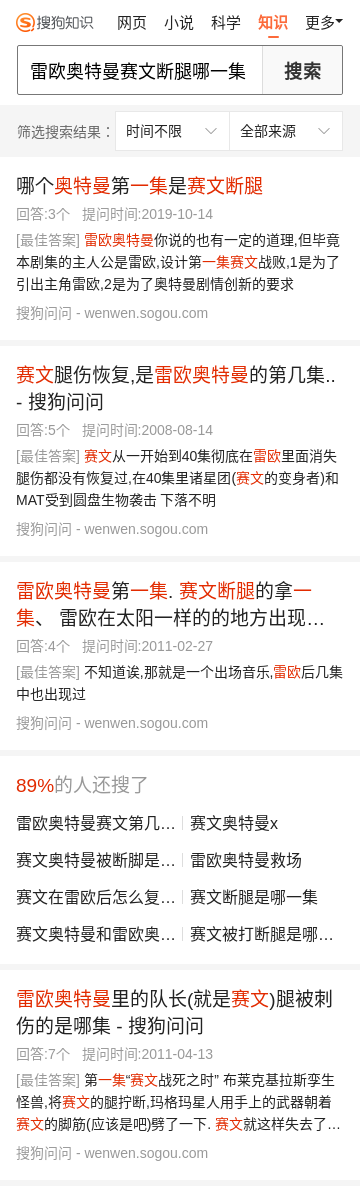 搜狗知识 网页 小说 科学 知识 更多
雷欧奥特曼赛文断腿哪一集 搜索
筛选搜索结果： 时间不限 全部来源
哪个奥特曼第一集是赛文断腿
回答:3个 提问时间:2019-10-14
[最佳答案] 雷欧奥特曼你说的也有一定的道理,但毕竟
本剧集的主人公是雷欧,设计第一集赛文战败,1是为了
引出主角雷欧,2是为了奥特曼剧情创新的要求
搜狗问问 - wenwen.sogou.com
赛文腿伤恢复,是雷欧奥特曼的第几集..
- 搜狗问问
回答:5个 提问时间:2008-08-14
[最佳答案] 赛文从一开始到40集彻底在雷欧里面消失
腿伤都没有恢复过,在40集里诸星团(赛文的变身者)和
MAT受到圆盘生物袭击 下落不明
搜狗问问 - wenwen.sogou.com
雷欧奥特曼第一集. 赛文断腿的拿一
集、 雷欧在太阳一样的的地方出现…
回答:4个 提问时间:2011-02-27
[最佳答案] 不知道诶,那就是一个出场音乐,雷欧后几集
中也出现过
搜狗问问 - wenwen.sogou.com
89%的人还搜了
雷欧奥特曼赛文第几… 赛文奥特曼x
赛文奥特曼被断脚是… 雷欧奥特曼救场
赛文在雷欧后怎么复… 赛文断腿是哪一集
赛文奥特曼和雷欧奥… 赛文被打断腿是哪…
雷欧奥特曼里的队长(就是赛文)腿被刺
伤的是哪集 - 搜狗问问
回答:7个 提问时间:2011-04-13
[最佳答案] 第一集“赛文战死之时” 布莱克基拉斯孪生
怪兽,将赛文的腿拧断,玛格玛星人用手上的武器朝着
赛文的脚筋(应该是吧)劈了一下. 赛文就这样失去了…
搜狗问问 - wenwen.sogou.com